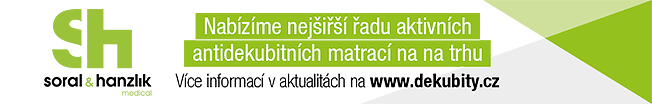 sh
soral & hanzlík
medical
Nabízíme nejšiřší řadu aktivních
antidekubitních matrací na na trhu
Více informací v aktualitách na www.dekubity.cz